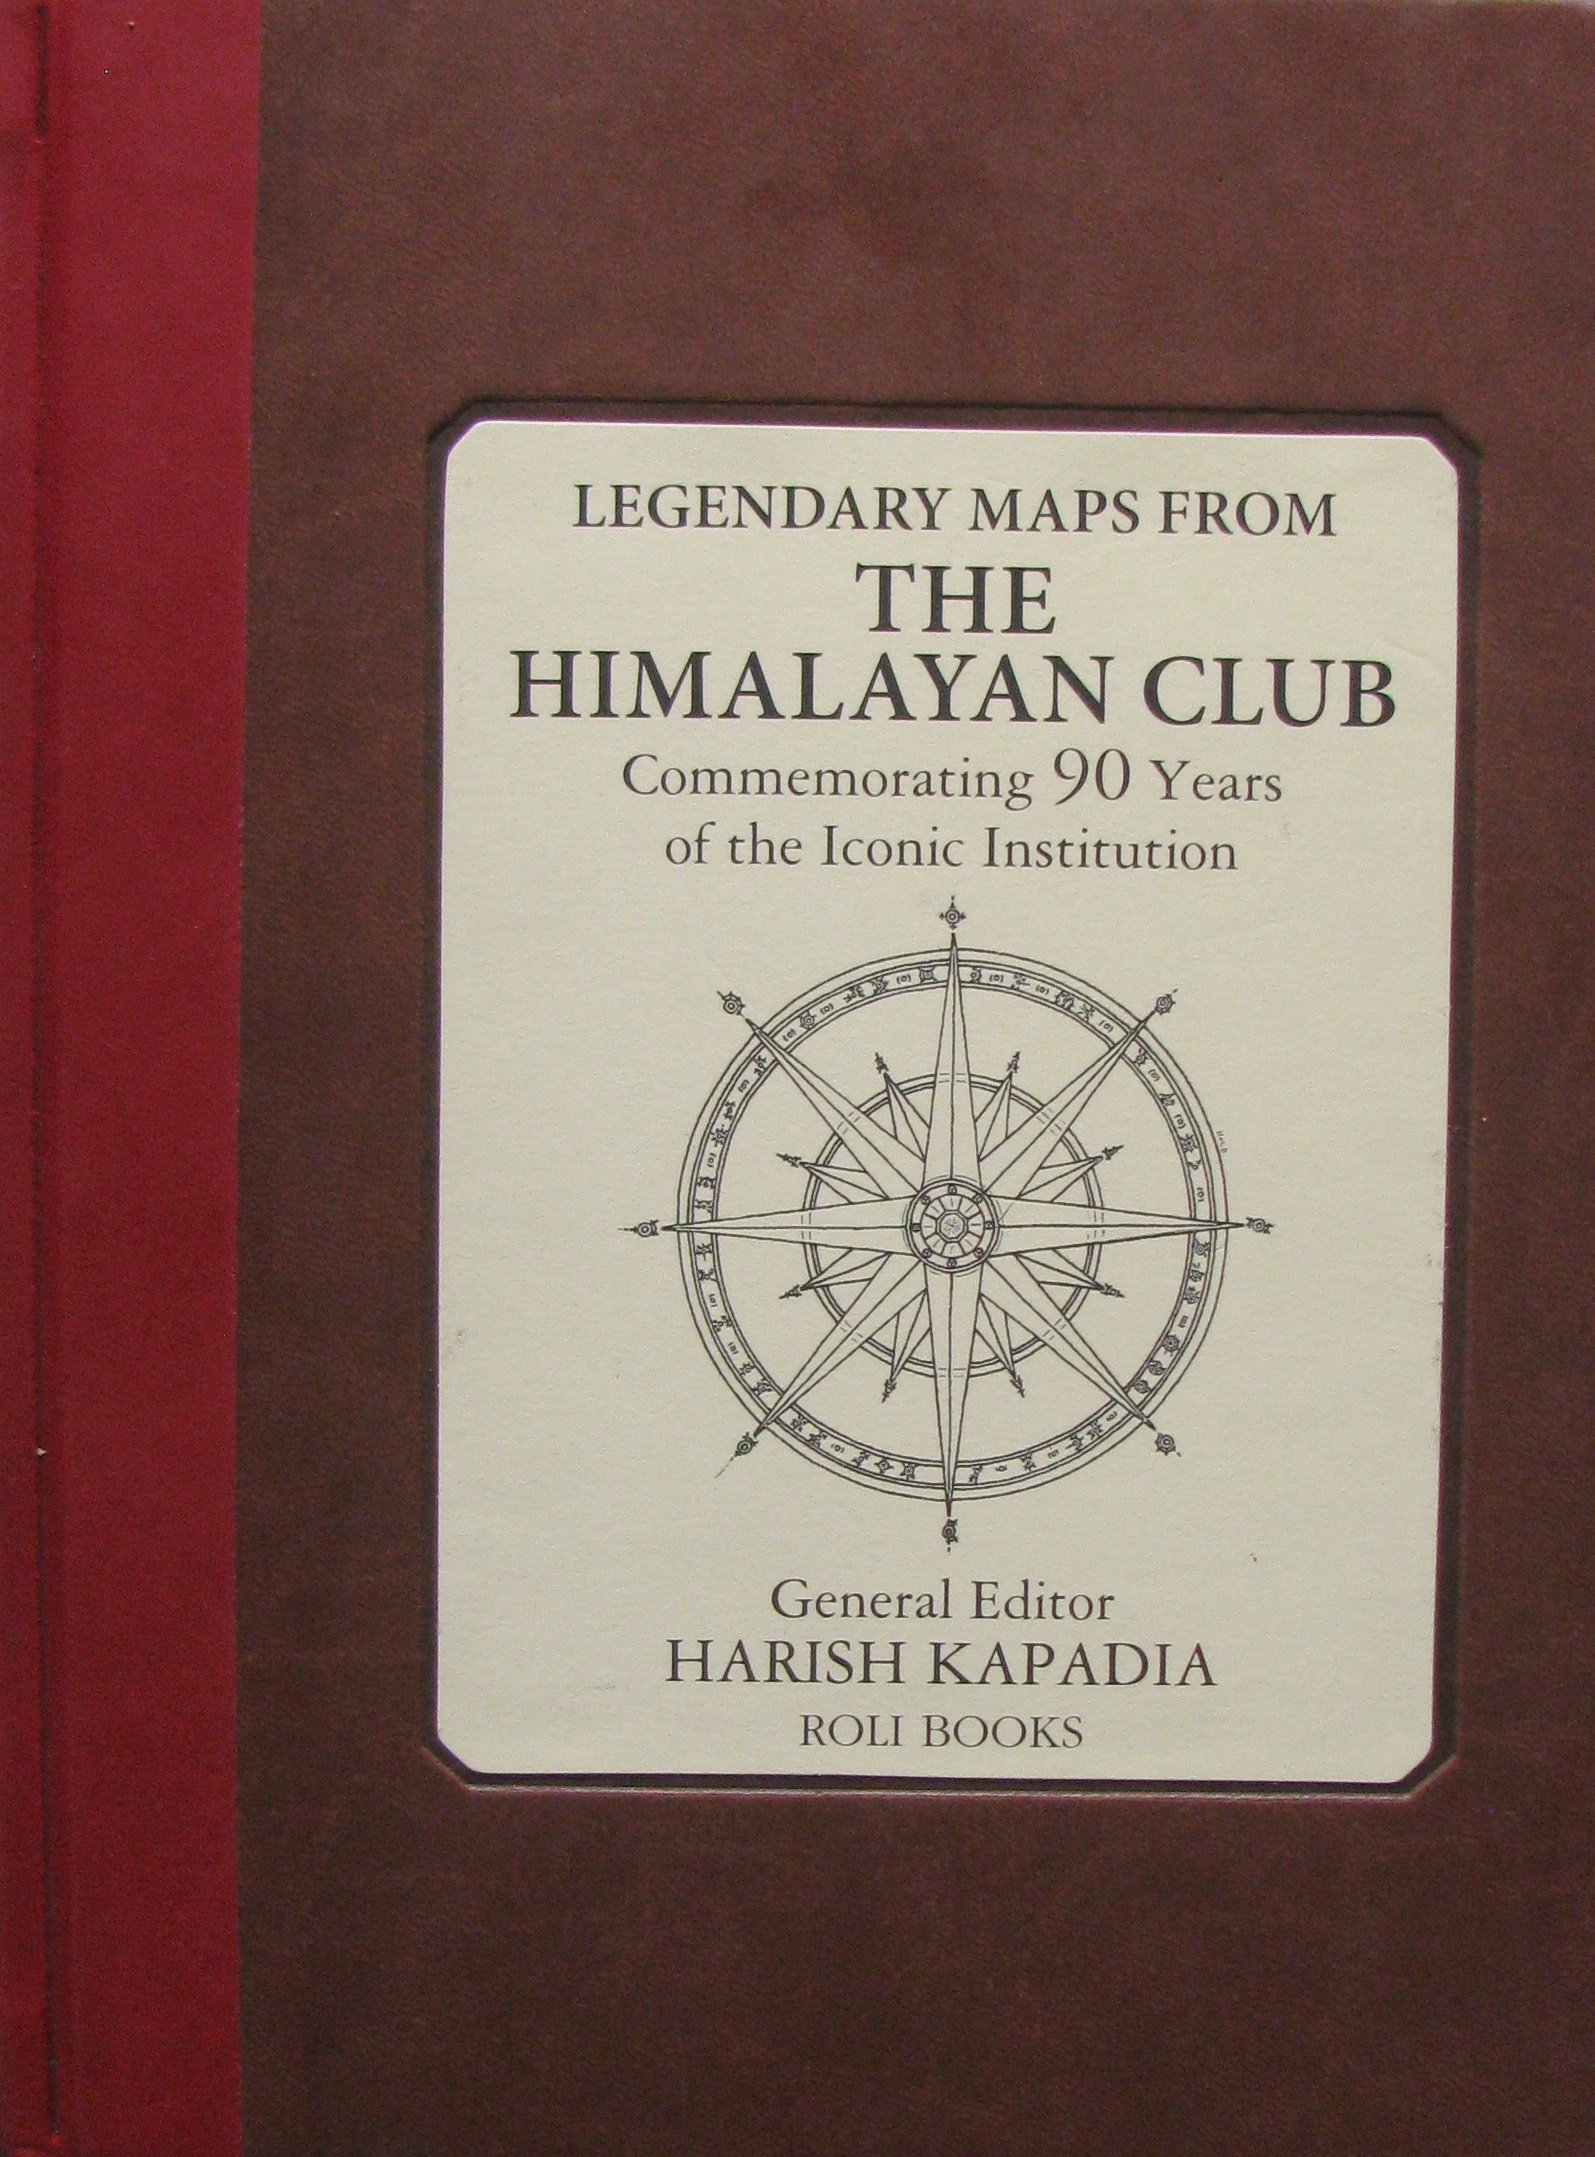 LEGENDARY MAPS FROM
THE
HIMALAYAN CLUB
Commemorating 90 Years
of the Iconic Institution
General Editor
HARISH KAPADIA
ROLI BOOKS